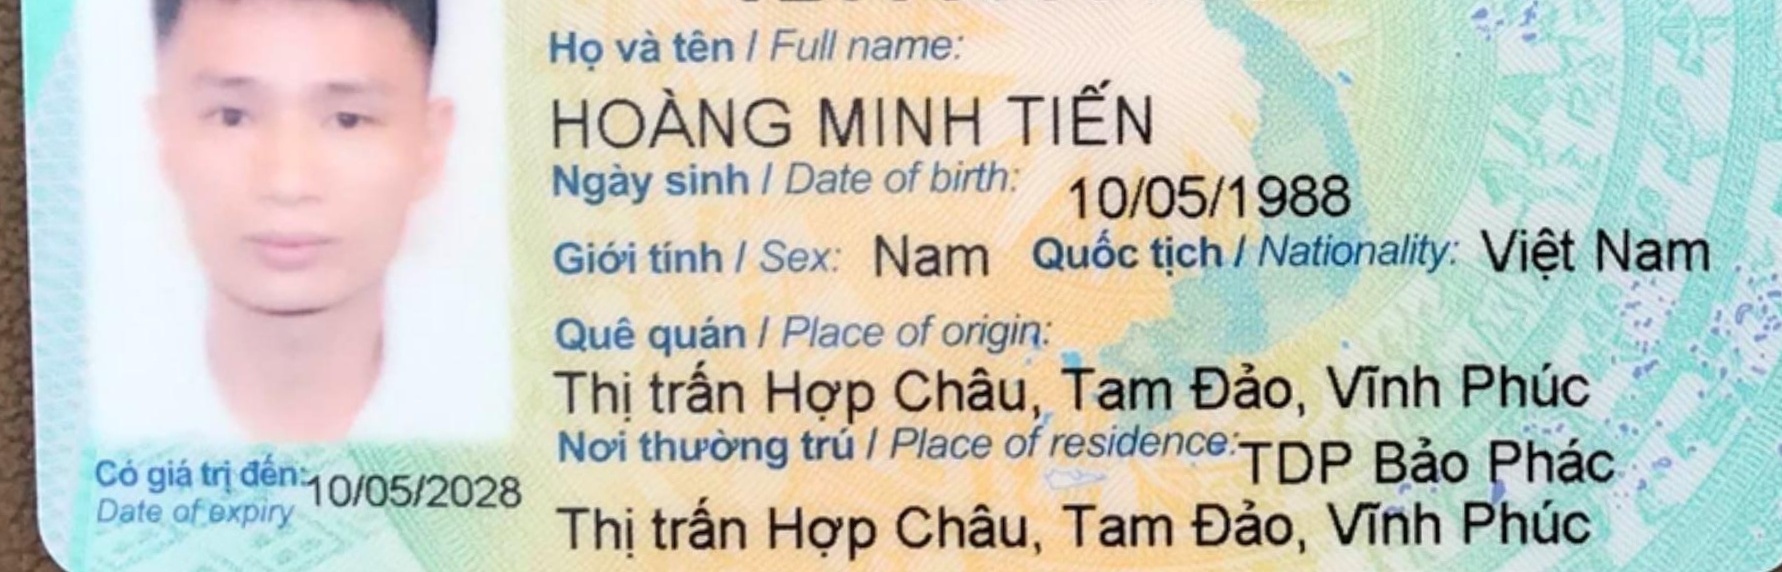 Họ và tên / Full name:
HOÀNG MINH TIẾN
Ngày sinh / Date of birth: 10/05/1988
Giới tính / Sex: Nam Quốc tịch / Nationality: Việt Nam
Quê quán / Place of origin:
Thị trấn Hợp Châu, Tam Đảo, Vĩnh Phúc
Nơi thường trú / Place of residence: TDP Bảo Phác
Thị trấn Hợp Châu, Tam Đảo, Vĩnh Phúc
Có giá trị đến: 10/05/2028
Date of expiry